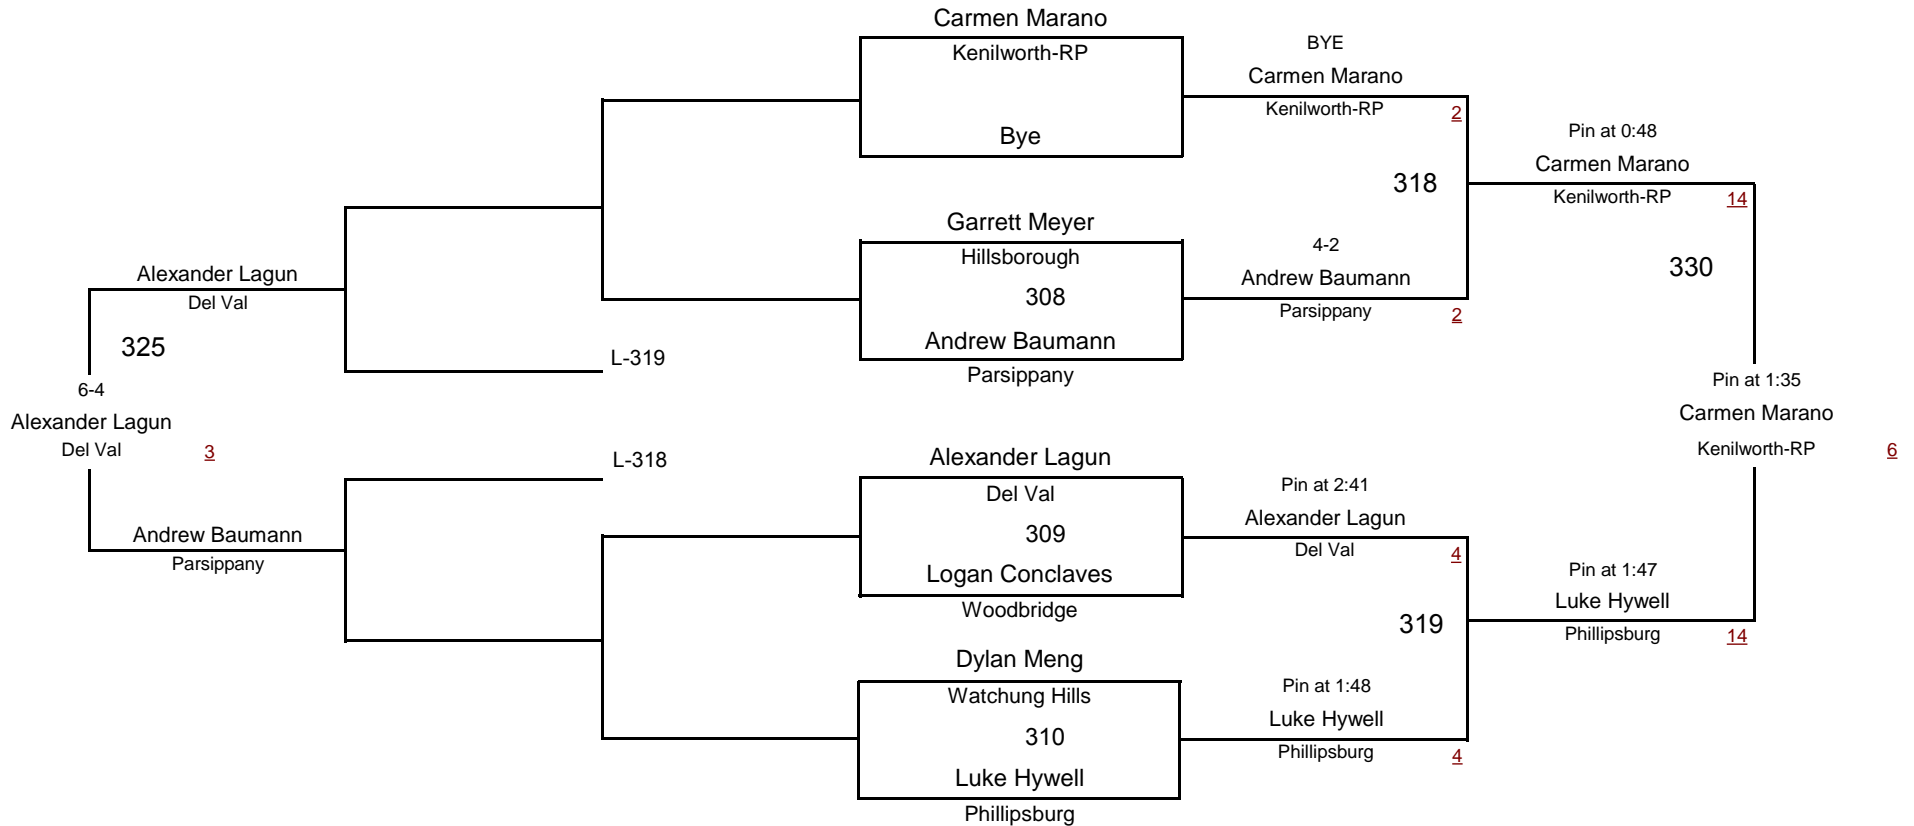 Carmen Marano
Kenilworth-RP
Bye
BYE
Carmen Marano
Kenilworth-RP
2
318
Pin at 0:48
Carmen Marano
Kenilworth-RP
14
Garrett Meyer
Hillsborough
308
Andrew Baumann
Parsippany
4-2
Andrew Baumann
Parsippany
2
330
Alexander Lagun
Del Val
325
L-319
6-4
Alexander Lagun
Del Val
3
Pin at 1:35
Carmen Marano
Kenilworth-RP
6
L-318
Andrew Baumann
Parsippany
Alexander Lagun
Del Val
309
Logan Conclaves
Woodbridge
Pin at 2:41
Alexander Lagun
Del Val
4
319
Pin at 1:47
Luke Hywell
Phillipsburg
14
Dylan Meng
Watchung Hills
310
Luke Hywell
Phillipsburg
Pin at 1:48
Luke Hywell
Phillipsburg
4